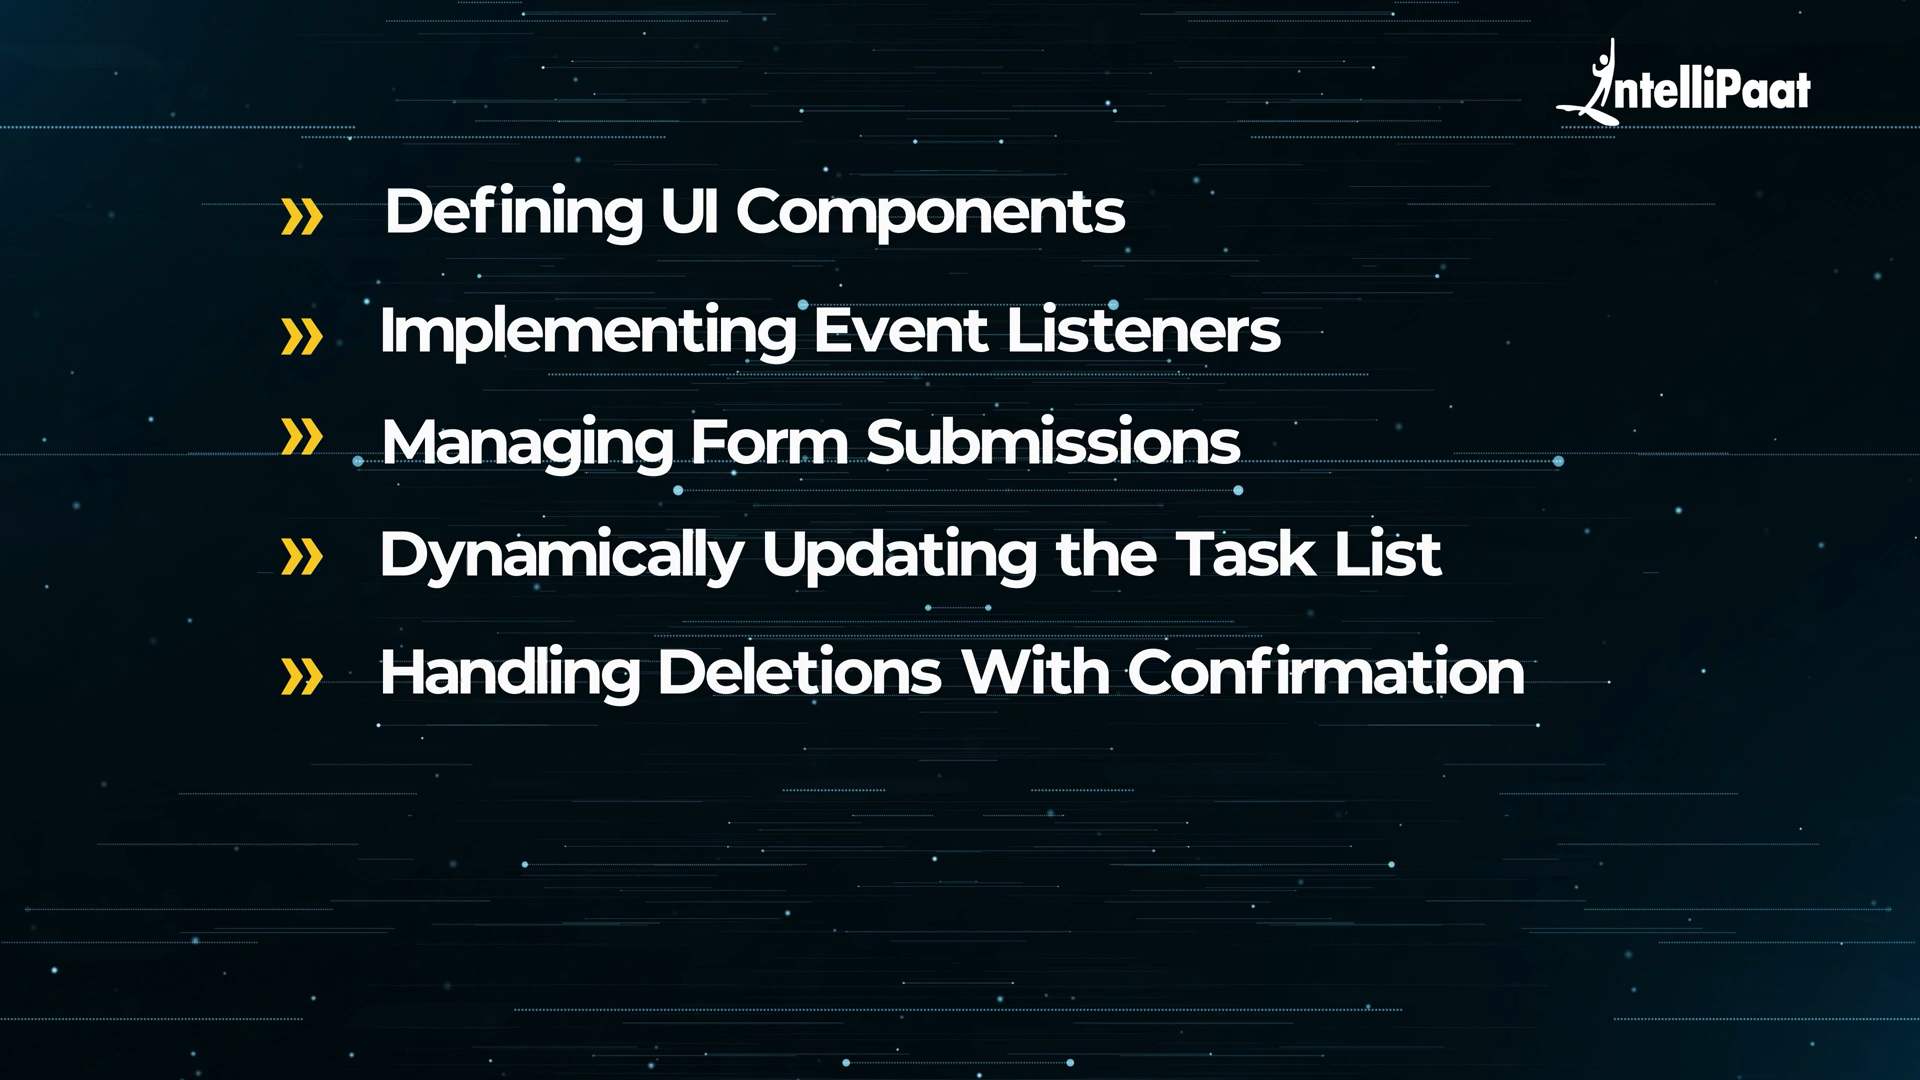 IntelliPaat
Defining UI Components
Implementing Event Listeners
Managing Form Submissions
Dynamically Updating the Task List
Handling Deletions With Confirmation